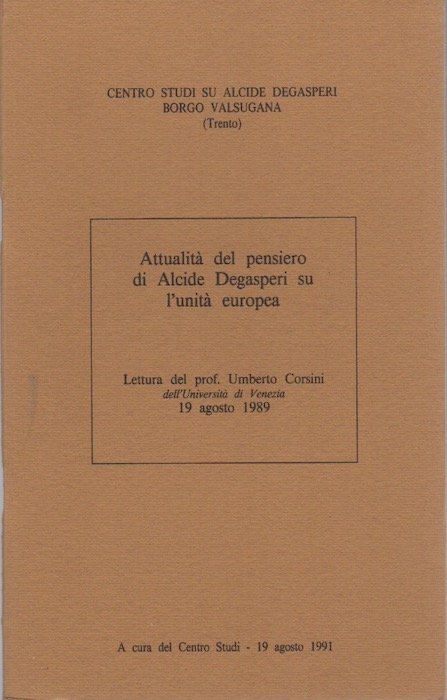 CENTRO STUDI SU ALCIDE DEGASPERI
BORGO VALSUGANA
(Trento)
Attualità del pensiero
di Alcide Degasperi su
l'unità europea
Lettura del prof. Umberto Corsini
dell'Università di Venezia
19 agosto 1989
A cura del Centro Studi - 19 agosto 1991